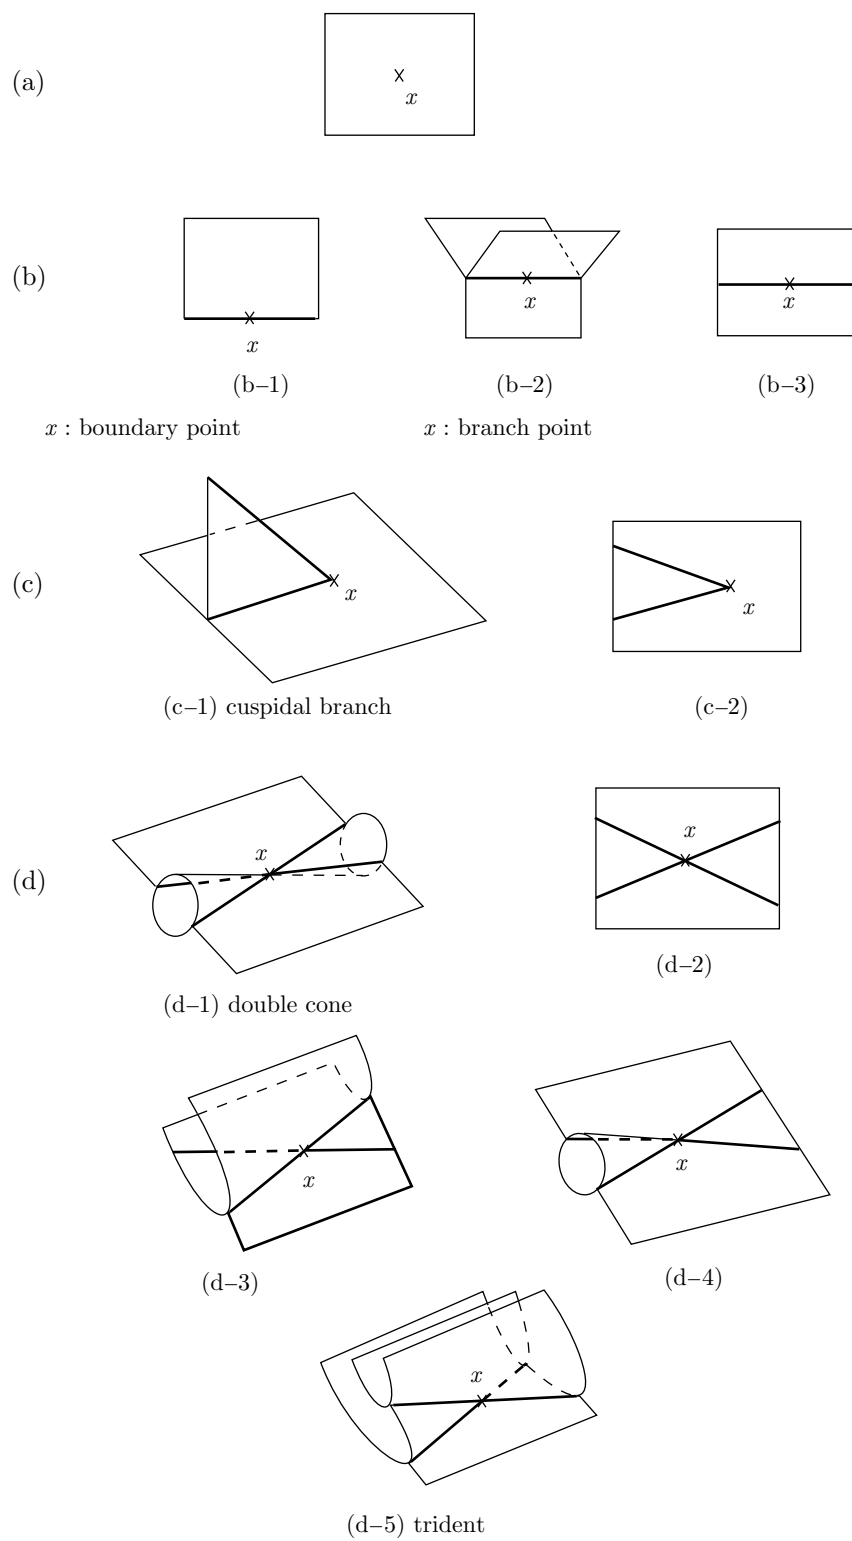 (a)
x
(b)
x
x
x
(b–1) (b–2) (b–3)
x : boundary point x : branch point
(c)
x
x
(c–1) cuspidal branch (c–2)
(d)
x
x
(d–2)
(d–1) double cone
x
x
(d–3) (d–4)
x
(d–5) trident